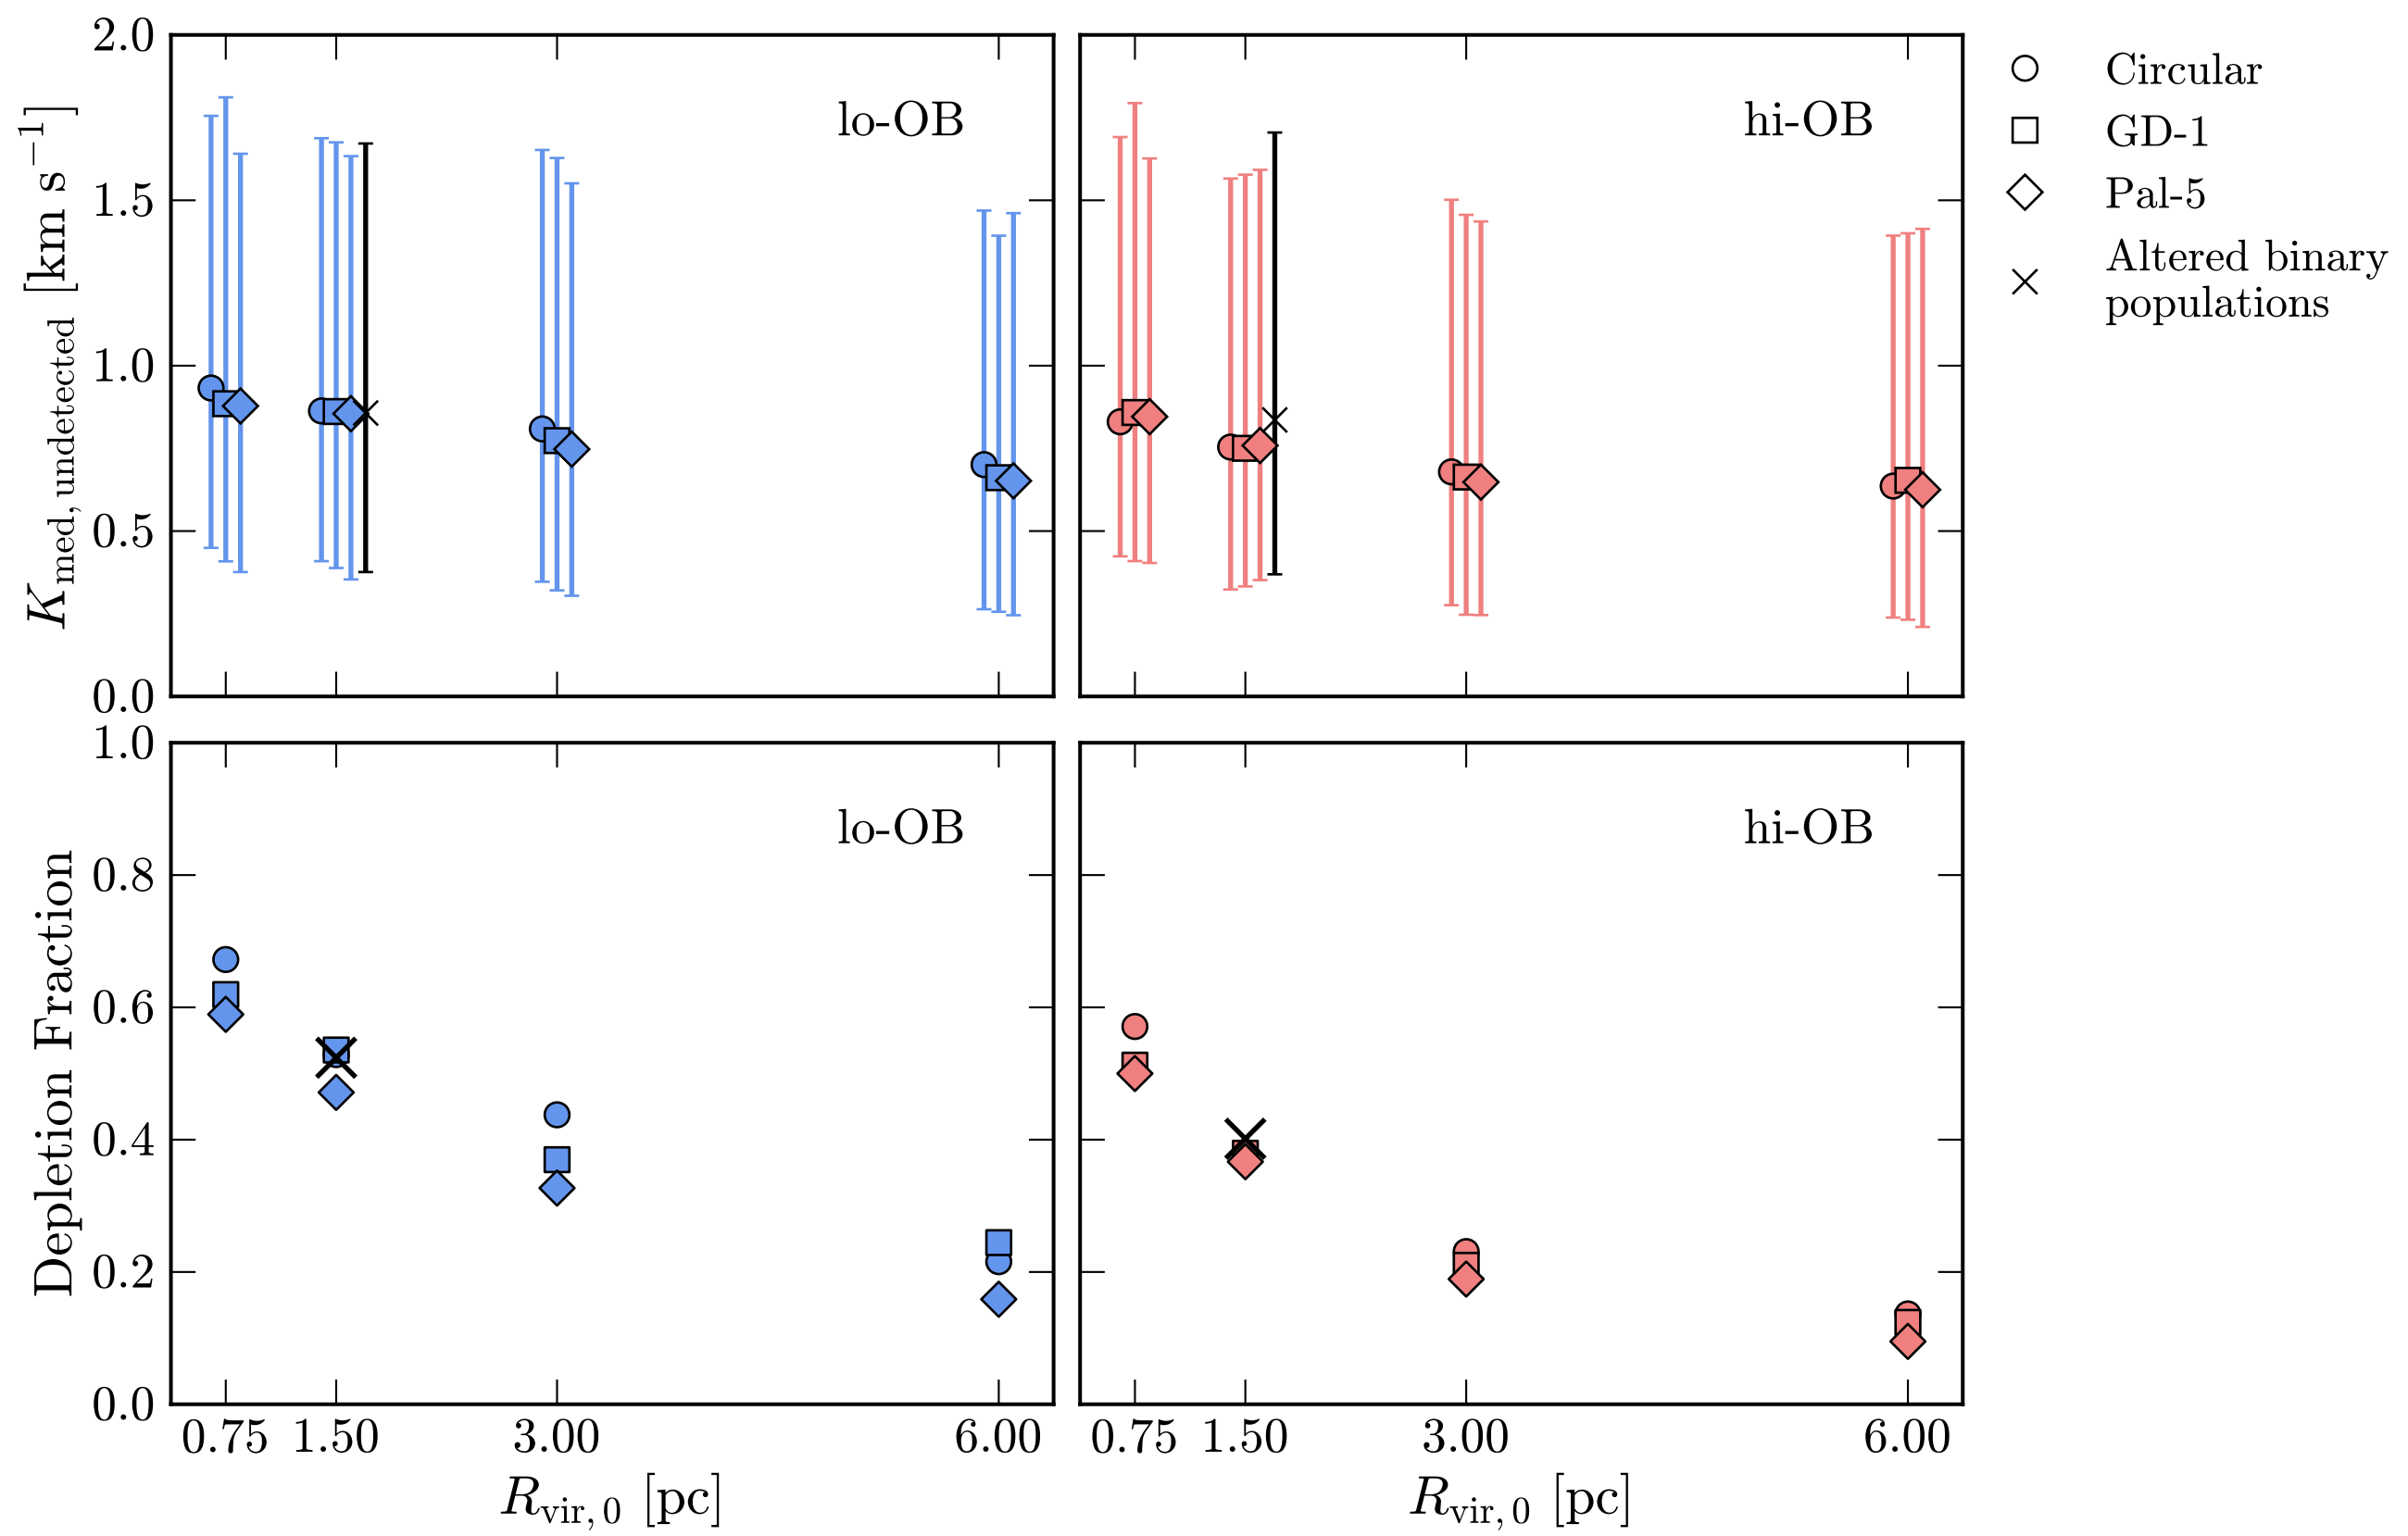 2.0
1.5
1.0
0.5
0.0
K_med, undetected [km s^−1]
lo-OB
hi-OB
Circular
GD-1
Pal-5
Altered binary
populations
1.0
0.8
0.6
0.4
0.2
0.0
Depletion Fraction
lo-OB
hi-OB
0.75 1.50 3.00 6.00
0.75 1.50 3.00 6.00
R_vir, 0 [pc]
R_vir, 0 [pc]